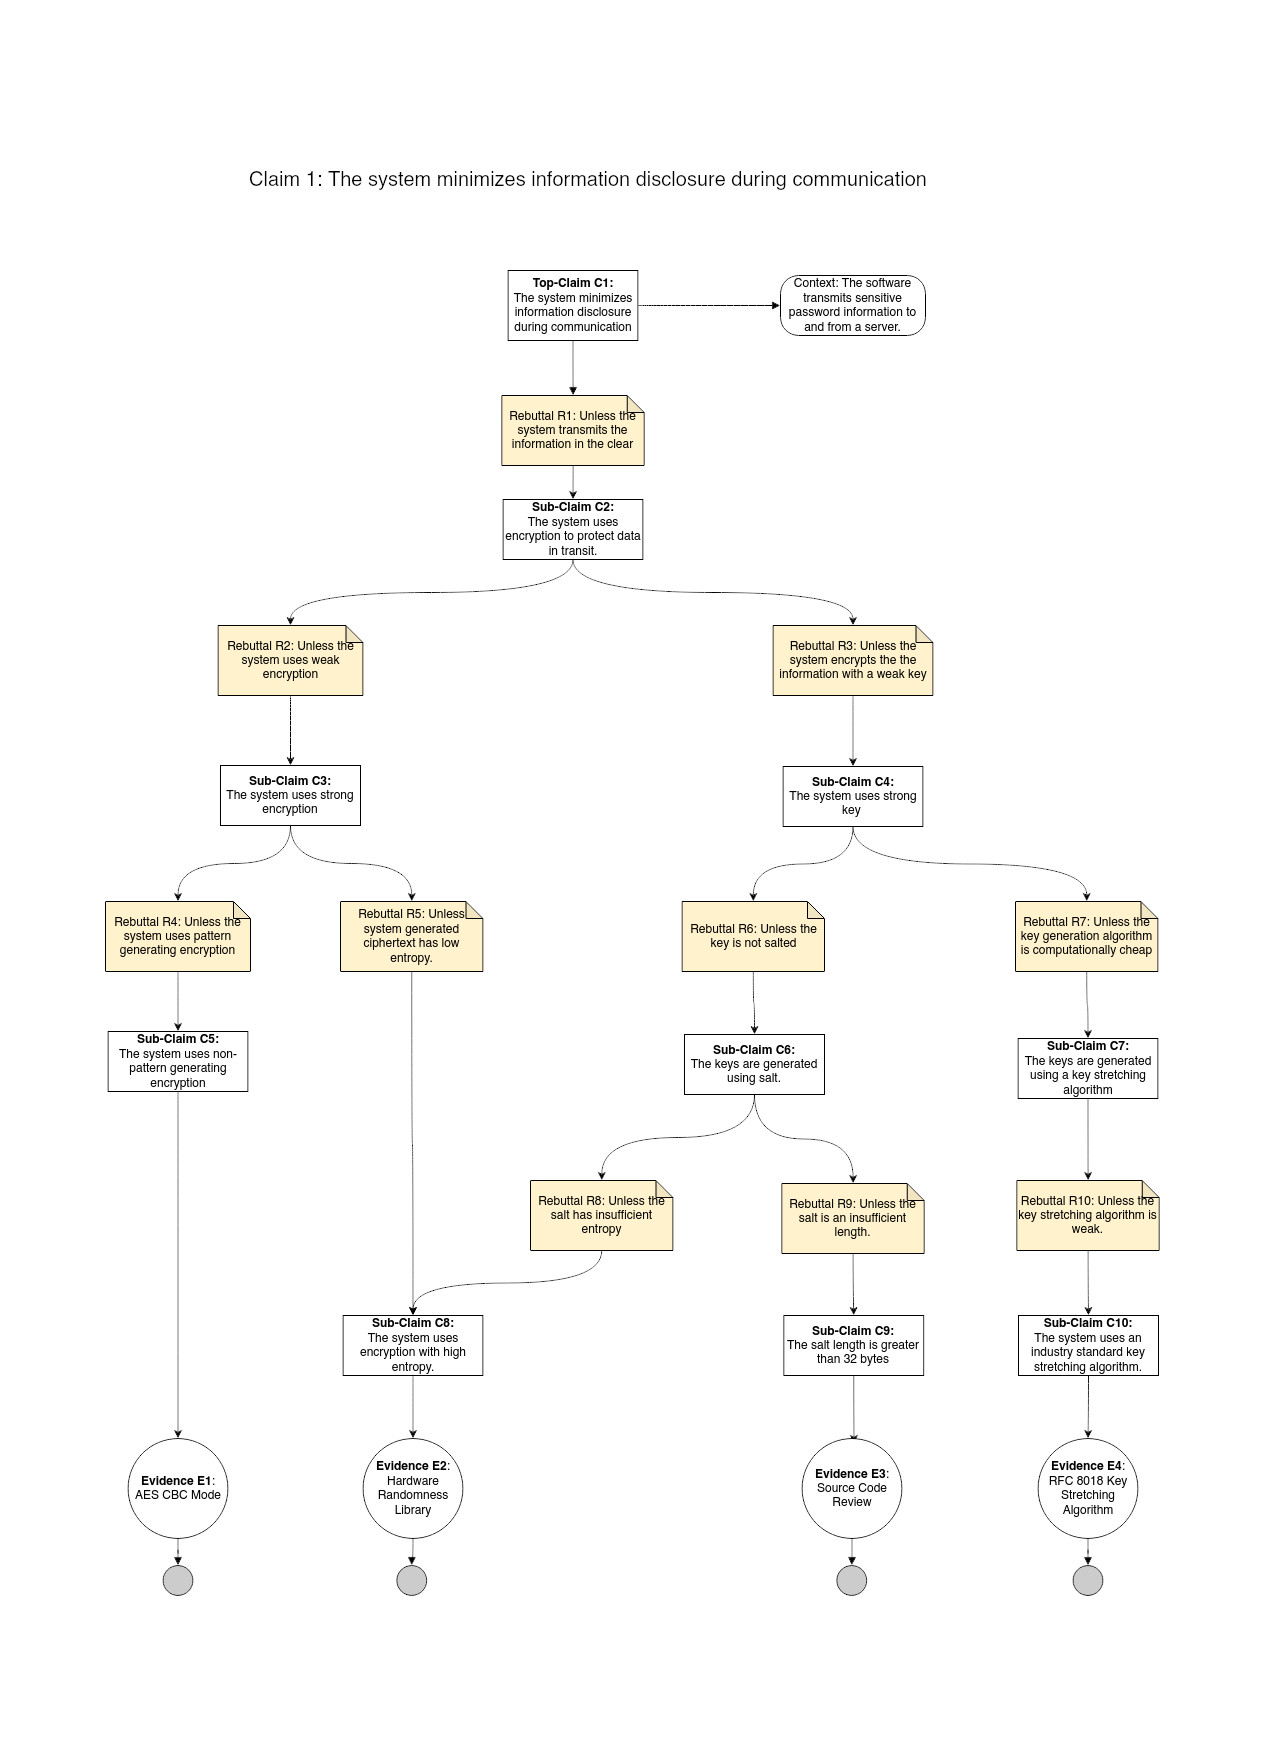 Claim 1: The system minimizes information disclosure during communication
Top-Claim C1:
The system minimizes
information disclosure
during communication
Context: The software
transmits sensitive
password information to
and from a server.
Rebuttal R1: Unless the
system transmits the
information in the clear
Sub-Claim C2:
The system uses
encryption to protect data
in transit.
Rebuttal R2: Unless the
system uses weak
encryption
Rebuttal R3: Unless the
system encrypts the the
information with a weak key
Sub-Claim C3:
The system uses strong
encryption
Sub-Claim C4:
The system uses strong
key
Rebuttal R4: Unless the
system uses pattern
generating encryption
Rebuttal R5: Unless
system generated
ciphertext has low
entropy.
Rebuttal R6: Unless the
key is not salted
Rebuttal R7: Unless the
key generation algorithm
is computationally cheap
Sub-Claim C5:
The system uses non-
pattern generating
encryption
Sub-Claim C6:
The keys are generated
using salt.
Sub-Claim C7:
The keys are generated
using a key stretching
algorithm
Rebuttal R8: Unless the
salt has insufficient
entropy
Rebuttal R9: Unless the
salt is an insufficient
length.
Rebuttal R10: Unless the
key stretching algorithm is
weak.
Sub-Claim C8:
The system uses
encryption with high
entropy.
Sub-Claim C9:
The salt length is greater
than 32 bytes
Sub-Claim C10:
The system uses an
industry standard key
stretching algorithm.
Evidence E1:
AES CBC Mode
Evidence E2:
Hardware
Randomness
Library
Evidence E3:
Source Code
Review
Evidence E4:
RFC 8018 Key
Stretching
Algorithm